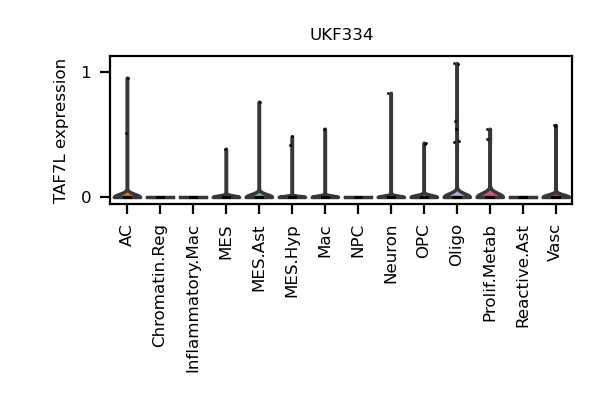 UKF334
TAF7L expression
1
0
AC
Chromatin.Reg
Inflammatory.Mac
MES
MES.Ast
MES.Hyp
Mac
NPC
Neuron
OPC
Oligo
Prolif.Metab
Reactive.Ast
Vasc